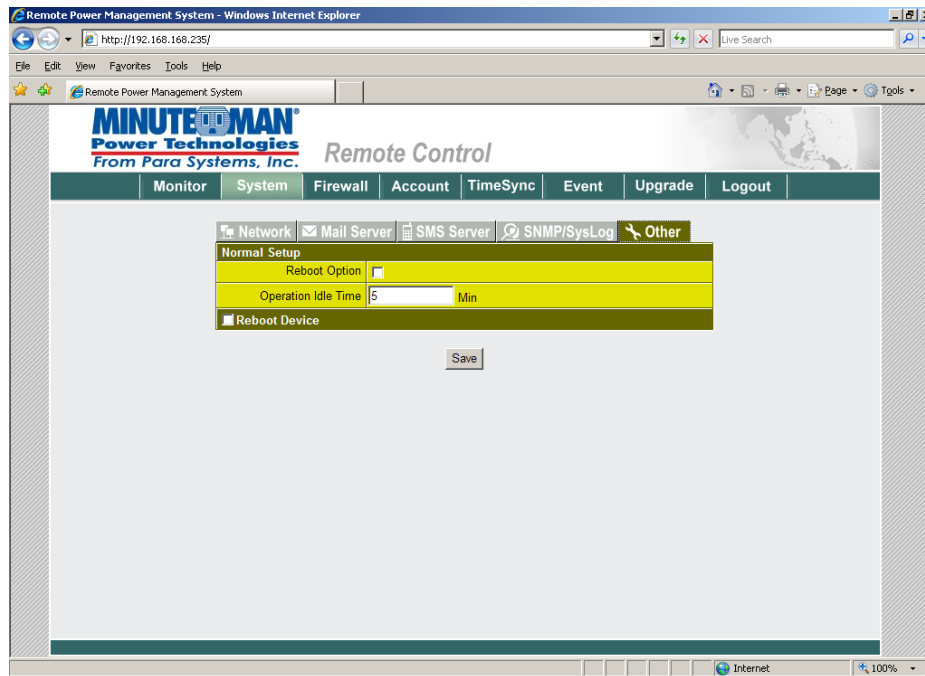 Remote Power Management System - Windows Internet Explorer
http://192.168.168.235/
Live Search
File Edit View Favorites Tools Help
Remote Power Management System
Page Tools
MINUTEMAN®
Power Technologies
From Para Systems, Inc.
Remote Control
Monitor System Firewall Account TimeSync Event Upgrade Logout
Network Mail Server SMS Server SNMP/SysLog Other
Normal Setup
Reboot Option
Operation Idle Time 5 Min
Reboot Device
Save
Internet 100%